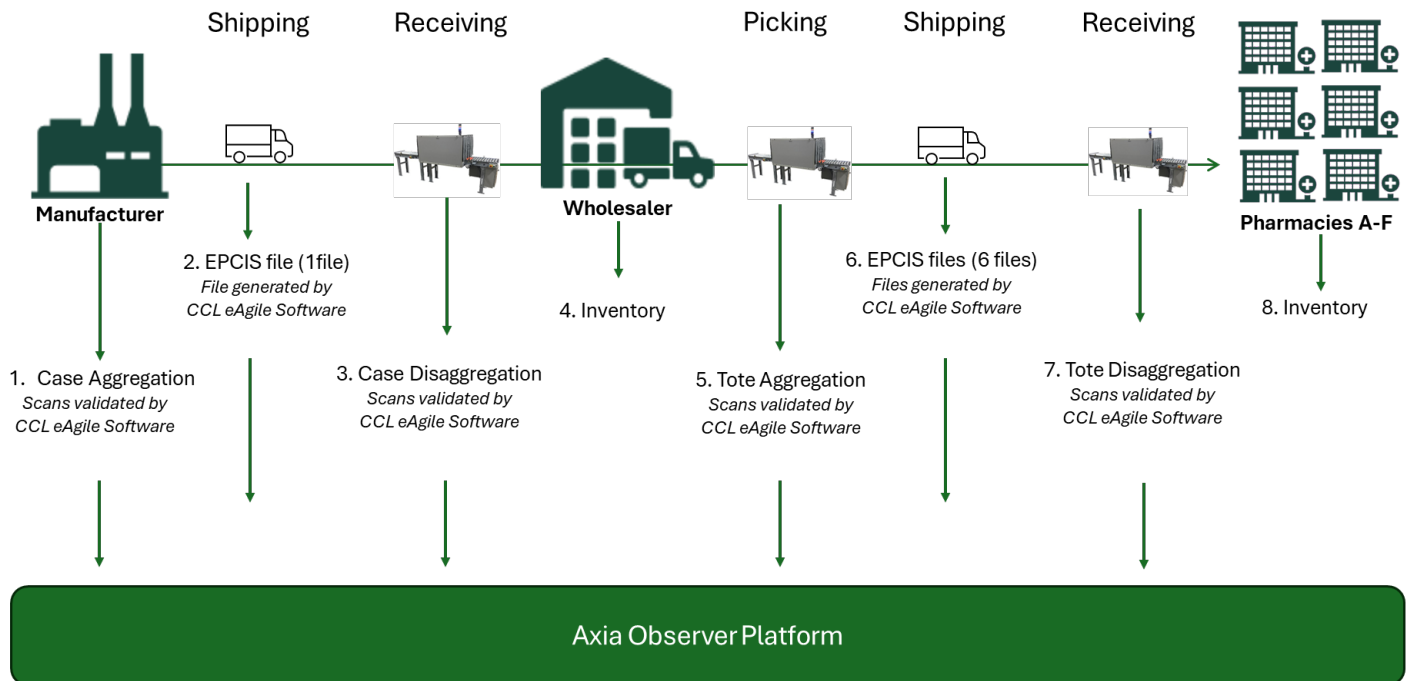 Shipping
Receiving
Picking
Shipping
Receiving
Manufacturer
Wholesaler
Pharmacies A-F
2. EPCIS file (1file)
File generated by
CCL eAgile Software
6. EPCIS files (6 files)
Files generated by
CCL eAgile Software
4. Inventory
8. Inventory
1. Case Aggregation
Scans validated by
CCL eAgile Software
3. Case Disaggregation
Scans validated by
CCL eAgile Software
5. Tote Aggregation
Scans validated by
CCL eAgile Software
7. Tote Disaggregation
Scans validated by
CCL eAgile Software
Axia Observer Platform